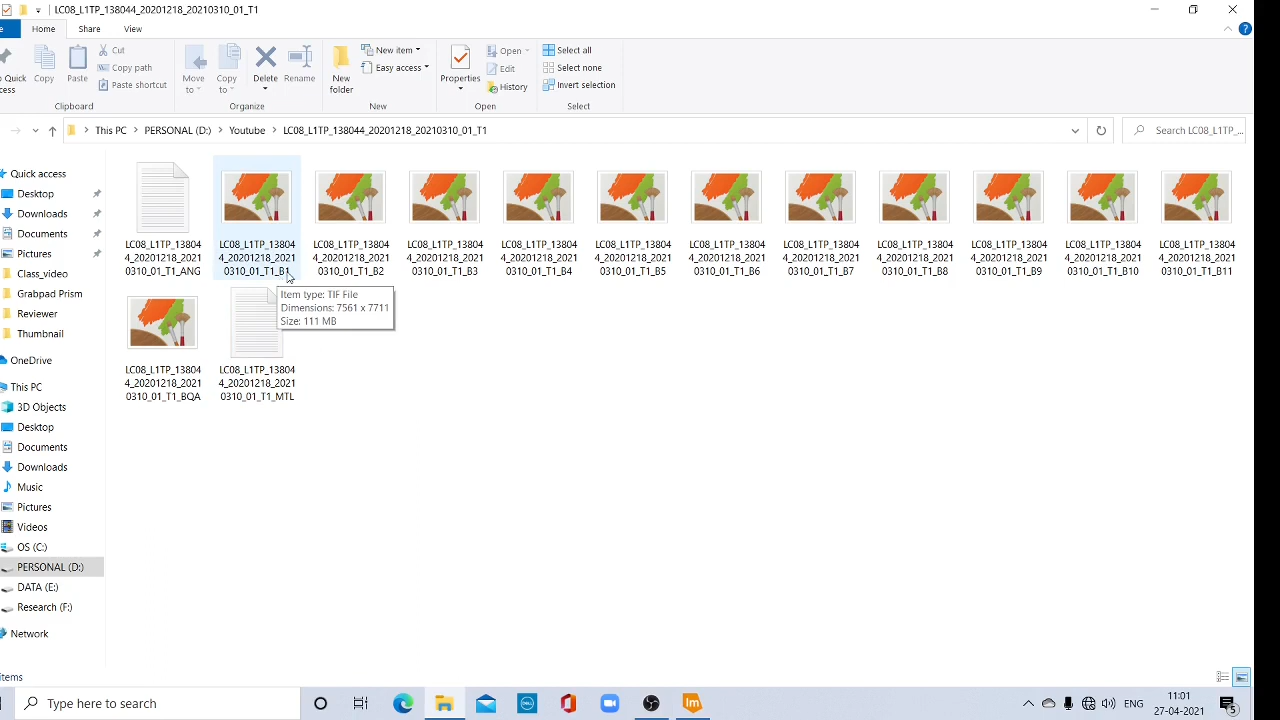 LC08_L1TP_138044_20201218_20210310_01_T1
Home Share View
Cut
Copy path
Paste shortcut
Copy
Paste
Clipboard
Move to
Copy to
Delete
Rename
Organize
New folder
New item
Easy access
New
Properties
Open
Edit
History
Open
Select all
Select none
Invert selection
Select
This PC > PERSONAL (D:) > Youtube > LC08_L1TP_138044_20201218_20210310_01_T1
Search LC08_L1TP_...
Quick access
Desktop
Downloads
Documents
Pictures
Class_video
Grabpad Prism
Reviewer
Thumbnail
OneDrive
This PC
3D Objects
Desktop
Documents
Downloads
Music
Pictures
Videos
OS (C:)
PERSONAL (D:)
DATA (E:)
Research (F:)
Network
LC08_L1TP_13804
4_20201218_2021
0310_01_T1_ANG
LC08_L1TP_13804
4_20201218_2021
0310_01_T1_B1
LC08_L1TP_13804
4_20201218_2021
0310_01_T1_B2
LC08_L1TP_13804
4_20201218_2021
0310_01_T1_B3
LC08_L1TP_13804
4_20201218_2021
0310_01_T1_B4
LC08_L1TP_13804
4_20201218_2021
0310_01_T1_B5
LC08_L1TP_13804
4_20201218_2021
0310_01_T1_B6
LC08_L1TP_13804
4_20201218_2021
0310_01_T1_B7
LC08_L1TP_13804
4_20201218_2021
0310_01_T1_B8
LC08_L1TP_13804
4_20201218_2021
0310_01_T1_B9
LC08_L1TP_13804
4_20201218_2021
0310_01_T1_B10
LC08_L1TP_13804
4_20201218_2021
0310_01_T1_B11
Item type: TIF File
Dimensions: 7561 x 7711
Size: 111 MB
LC08_L1TP_13804
4_20201218_2021
0310_01_T1_BQA
LC08_L1TP_13804
4_20201218_2021
0310_01_T1_MTL
Type here to search
DELL
Im
ENG
11:01
27-04-2021
5